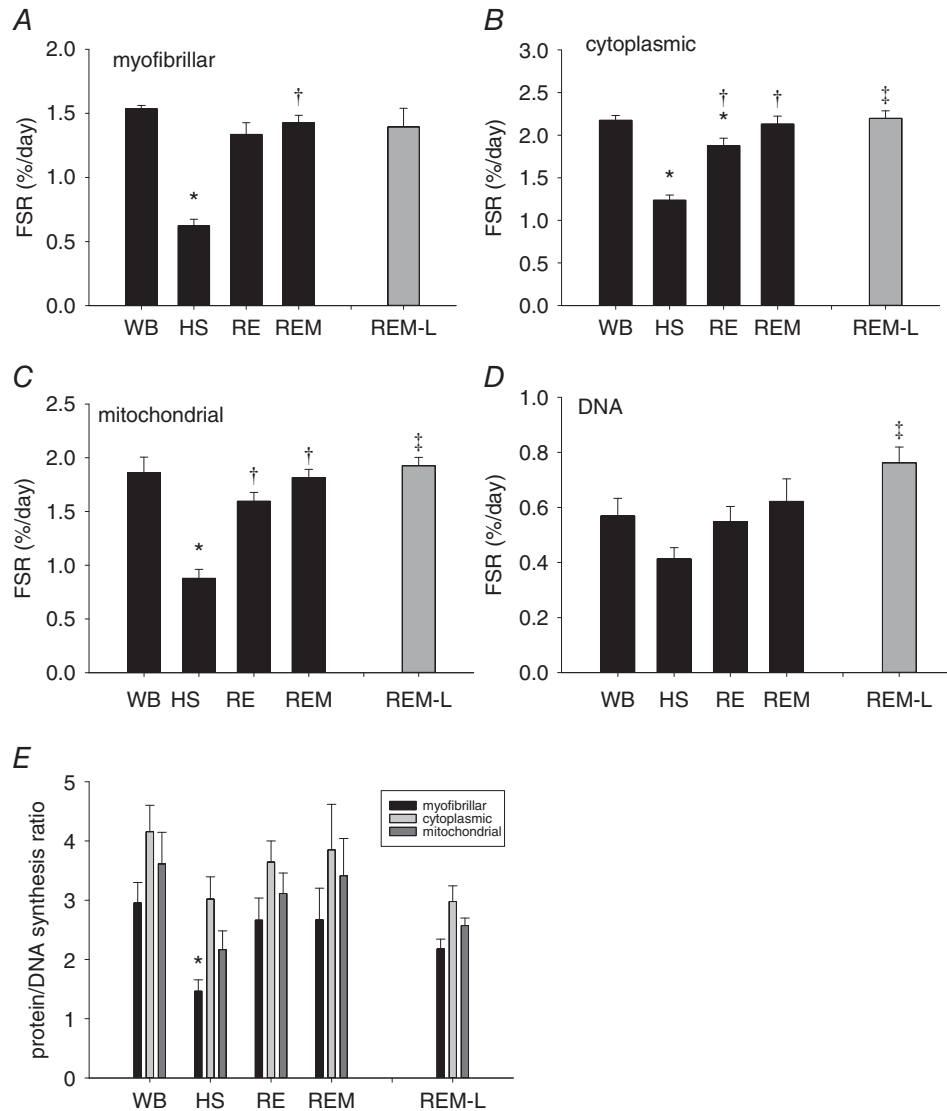 A
myofibrillar
FSR (%/day)
2.0
1.5
1.0
0.5
0.0
†
*
WB HS RE REM REM-L
B
cytoplasmic
FSR (%/day)
3.0
2.5
2.0
1.5
1.0
0.5
0.0
† † ‡
* *
WB HS RE REM REM-L
C
mitochondrial
FSR (%/day)
2.5
2.0
1.5
1.0
0.5
0.0
† † ‡
*
WB HS RE REM REM-L
D
DNA
FSR (%/day)
1.0
0.8
0.6
0.4
0.2
0.0
‡
WB HS RE REM REM-L
E
protein/DNA synthesis ratio
5
4
3
2
1
0
myofibrillar
cytoplasmic
mitochondrial
*
WB HS RE REM REM-L